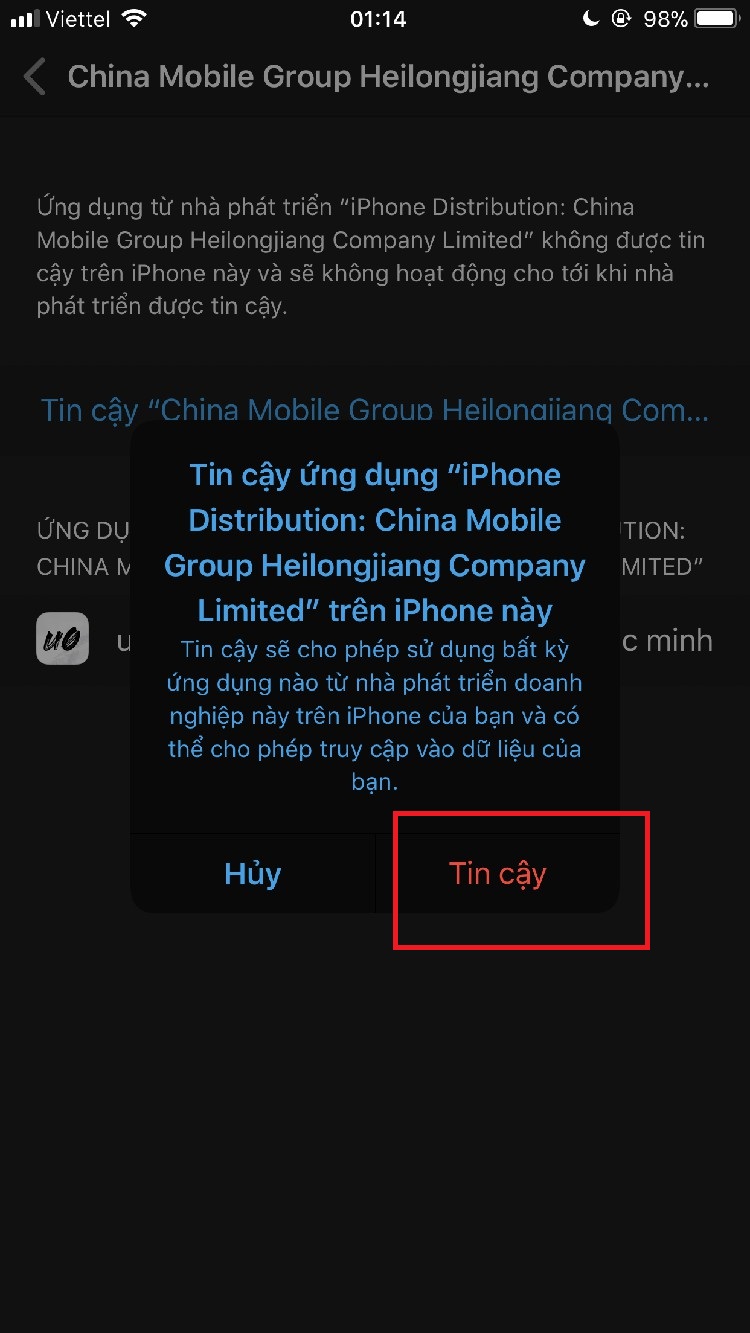 Viettel 01:14 98%
China Mobile Group Heilongjiang Company...
Ứng dụng từ nhà phát triển “iPhone Distribution: China
Mobile Group Heilongjiang Company Limited” không được tin
cậy trên iPhone này và sẽ không hoạt động cho tới khi nhà
phát triển được tin cậy.
Tin cậy “China Mobile Group Heilongjiang Com...
Tin cậy ứng dụng “iPhone
Distribution: China Mobile
Group Heilongjiang Company
Limited” trên iPhone này
Tin cậy sẽ cho phép sử dụng bất kỳ
ứng dụng nào từ nhà phát triển doanh
nghiệp này trên iPhone của bạn và có
thể cho phép truy cập vào dữ liệu của
bạn.
ỨNG DỤ TION:
CHINA M MITED”
uo u c minh
Hủy Tin cậy